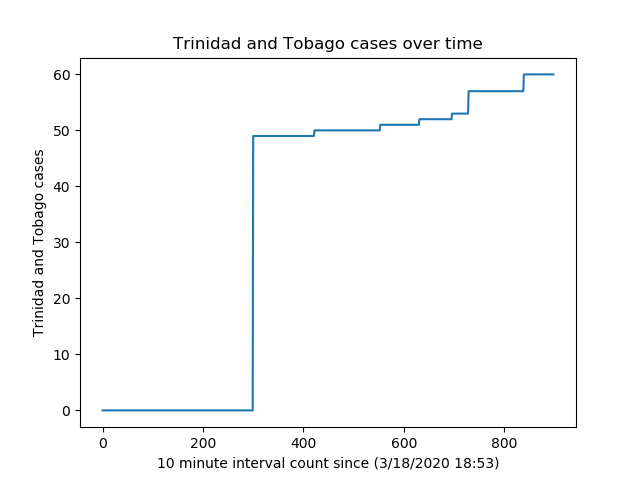 Trinidad and Tobago cases over time
Trinidad and Tobago cases
60
50
40
30
20
10
0
0 200 400 600 800
10 minute interval count since (3/18/2020 18:53)